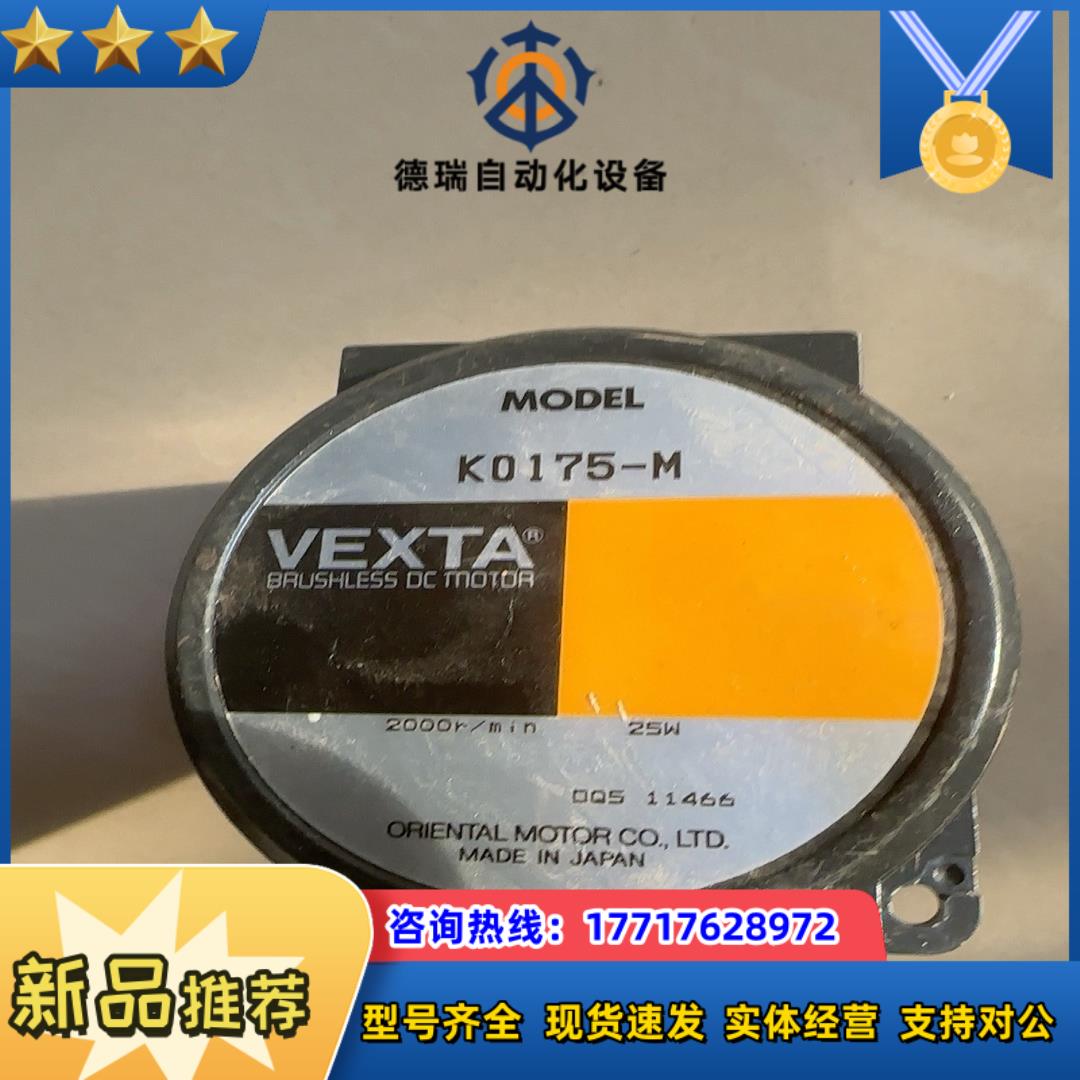 德瑞自动化设备
MODEL
K0175-M
VEXTA®
BRUSHLESS DC MOTOR
2000r/min 25W
0Q5 11466
ORIENTAL MOTOR CO., LTD.
MADE IN JAPAN
咨询热线：17717628972
新品推荐
型号齐全 现货速发 实体经营 支持对公